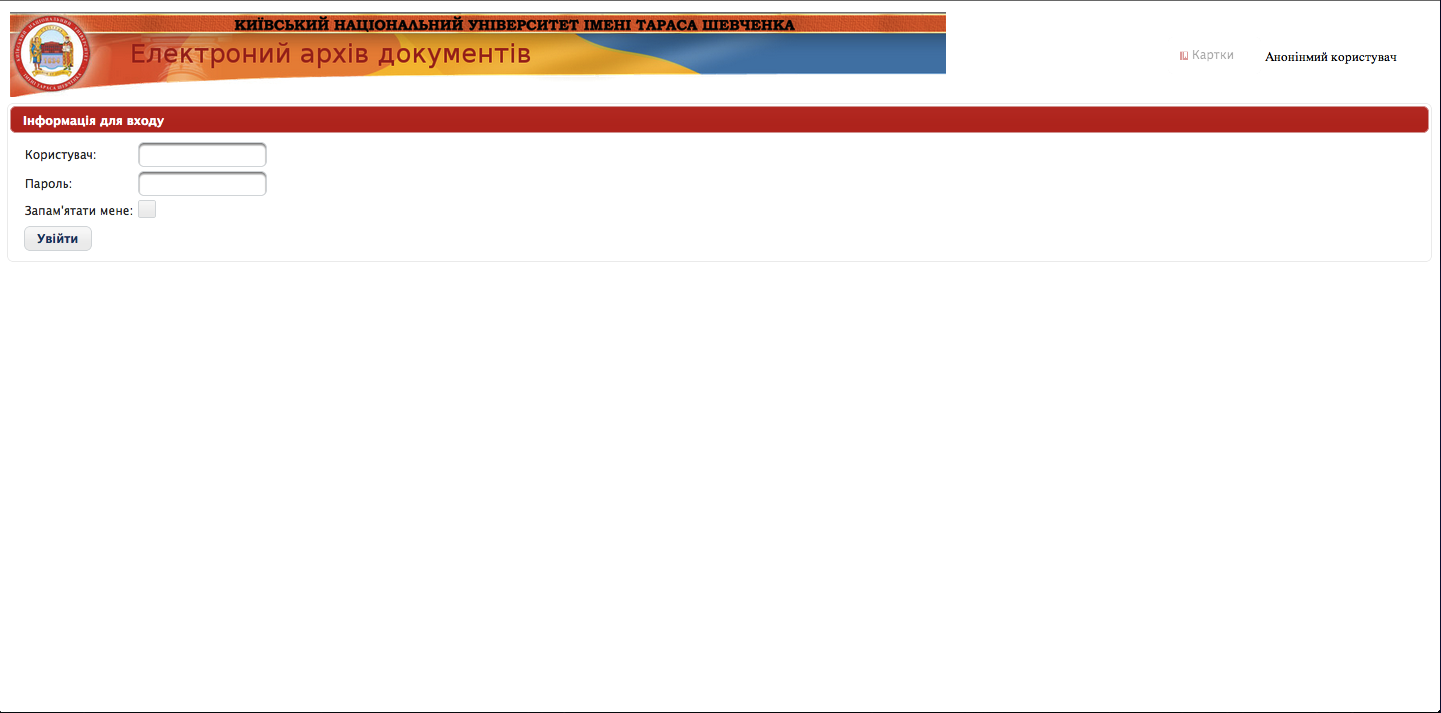 КИЇВСЬКИЙ НАЦІОНАЛЬНИЙ УНІВЕРСИТЕТ ІМЕНІ ТАРАСА ШЕВЧЕНКА
Електроний архів документів
Картки
Анонінмий користувач
Інформація для входу
Користувач:
Пароль:
Запам'ятати мене:
Увійти